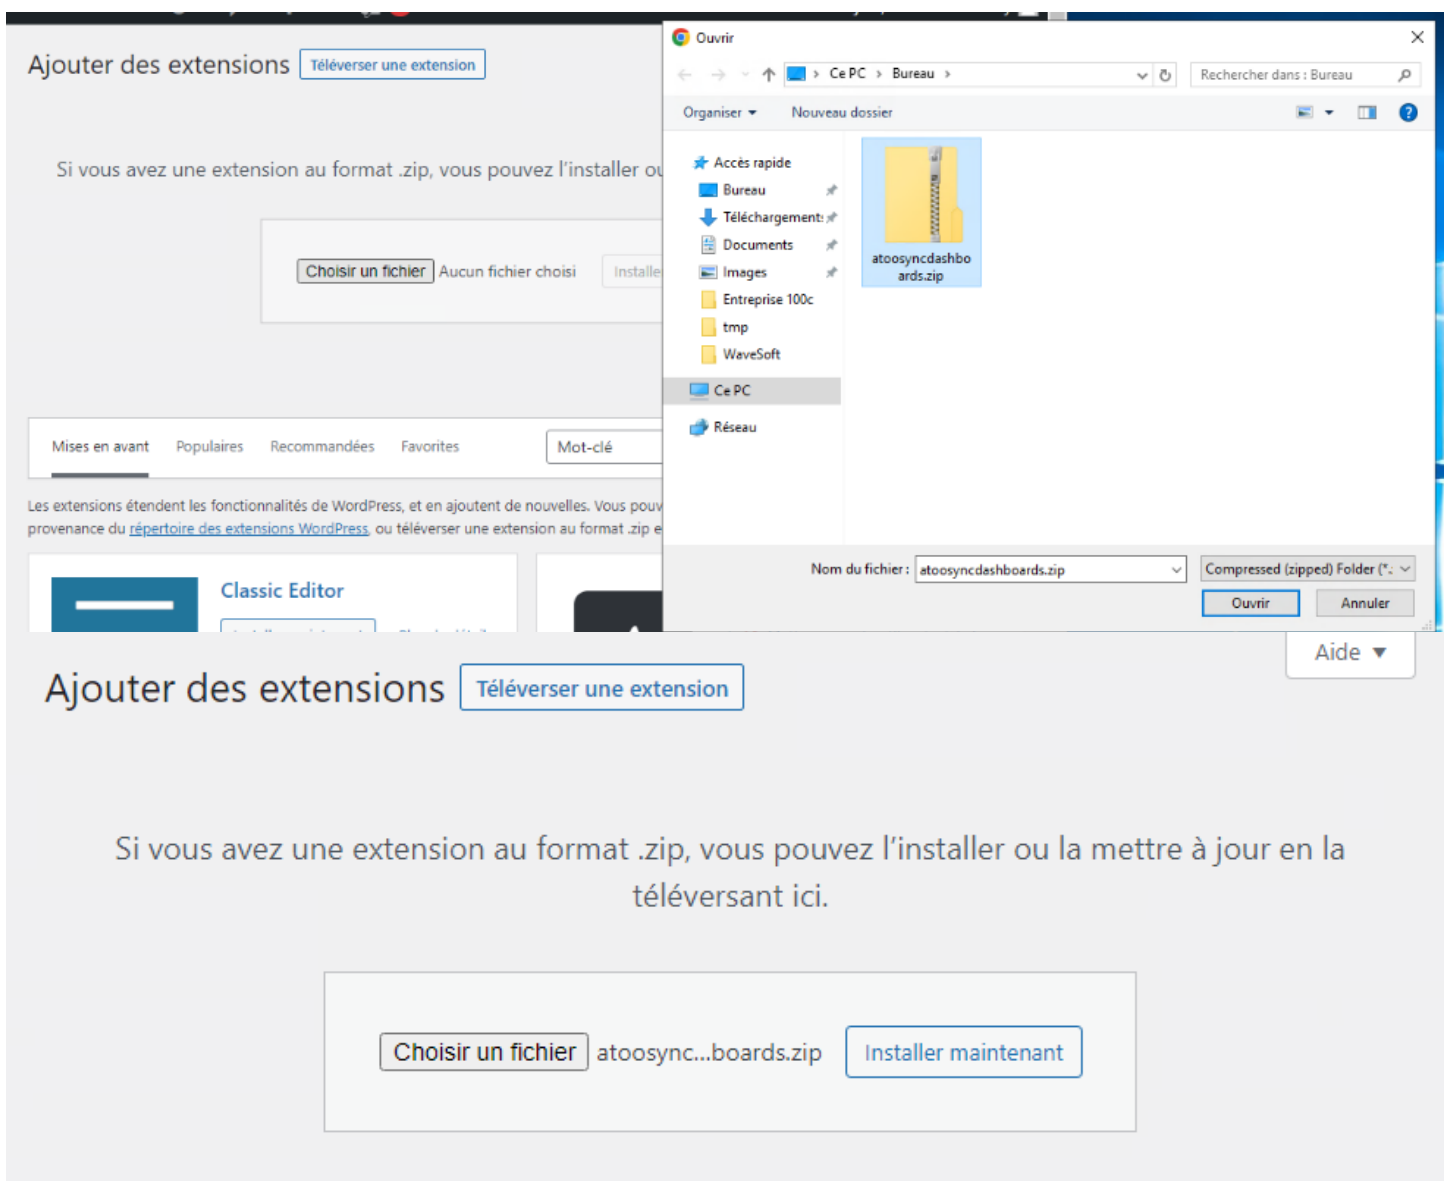 Ajouter des extensions Téléverser une extension
Si vous avez une extension au format .zip, vous pouvez l'installer ou
Choisir un fichier Aucun fichier choisi Installe
Mises en avant Populaires Recommandées Favorites Mot-clé
Les extensions étendent les fonctionnalités de WordPress, et en ajoutent de nouvelles. Vous pouv
provenance du répertoire des extensions WordPress, ou téléverser une extension au format .zip e
Classic Editor
Ouvrir
Ce PC > Bureau >
Rechercher dans : Bureau
Organiser Nouveau dossier
Accès rapide
Bureau
Téléchargement:
Documents
Images
Entreprise 100c
tmp
WaveSoft
Ce PC
Réseau
atoosyncdashbo
ards.zip
Nom du fichier : atoosyncdashboards.zip Compressed (zipped) Folder (*.:
Ouvrir Annuler
Aide
Ajouter des extensions Téléverser une extension
Si vous avez une extension au format .zip, vous pouvez l'installer ou la mettre à jour en la
téléversant ici.
Choisir un fichier atoosync...boards.zip Installer maintenant